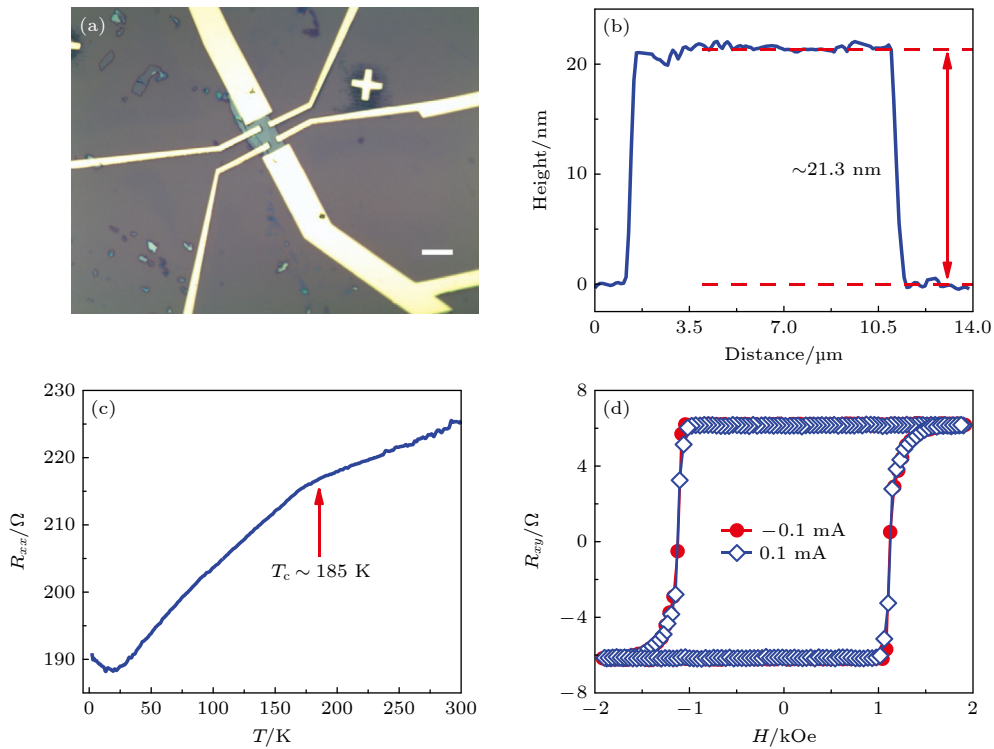 (a)
(b)
Height/nm
20
10
0
~21.3 nm
0
3.5
7.0
10.5
14.0
Distance/μm
(c)
Rxx/Ω
230
220
210
200
190
Tc ~ 185 K
0
50
100
150
200
250
300
T/K
(d)
Rxy/Ω
8
4
0
−4
−8
−0.1 mA
0.1 mA
−2
−1
0
1
2
H/kOe